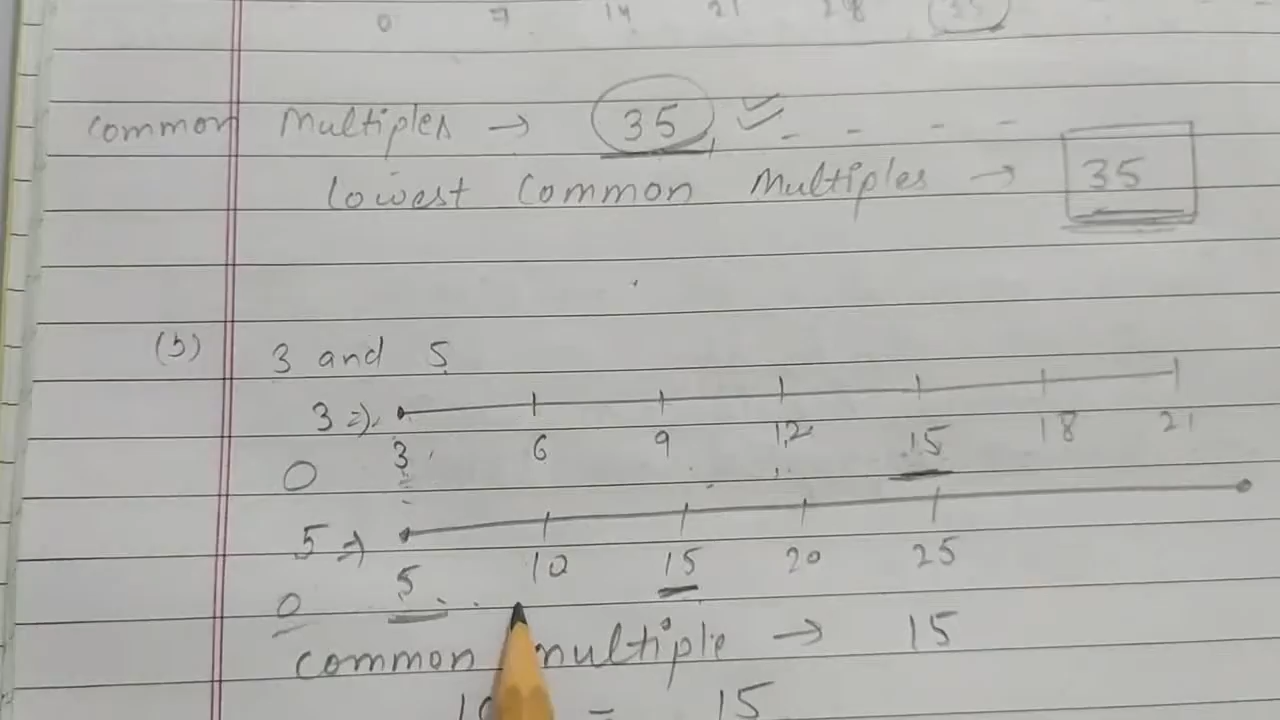 0 7 14 21 28 35
common Multiples → 35
Lowest Common Multiples → 35
(b) 3 and 5
3 ⇒
3 6 9 12 15 18 21
0
5 ⇒
5 10 15 20 25
0
common multiple → 15
= 15